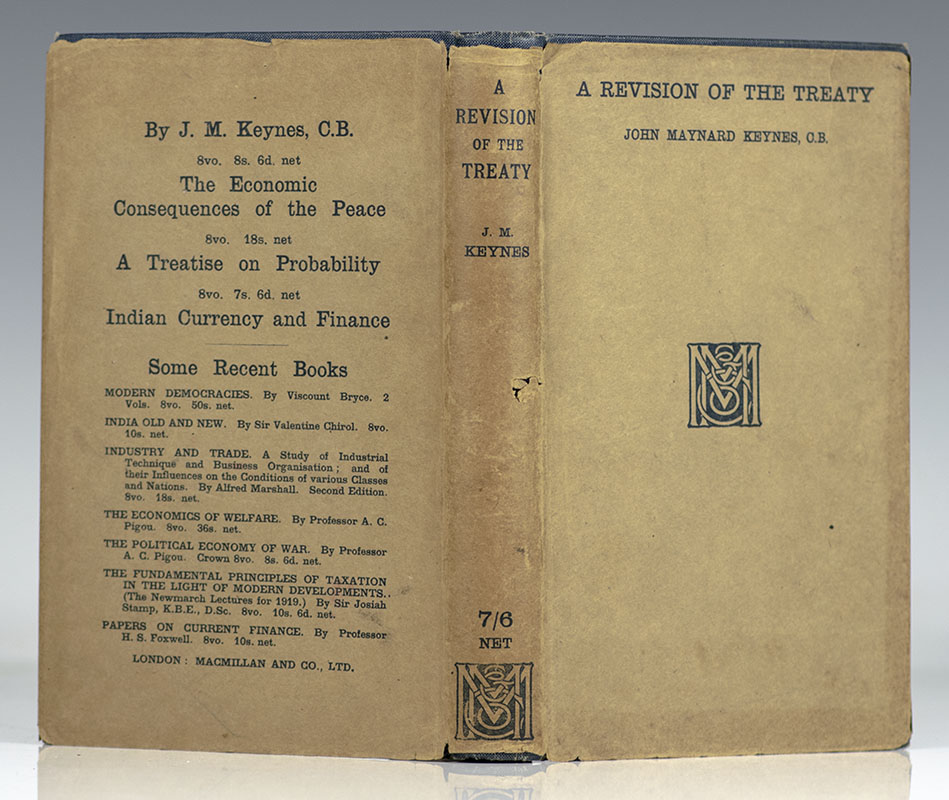 By J. M. Keynes, C.B.
8vo. 8s. 6d. net
The Economic
Consequences of the Peace
8vo. 18s. net
A Treatise on Probability
8vo. 7s. 6d. net
Indian Currency and Finance
Some Recent Books
MODERN DEMOCRACIES. By Viscount Bryce. 2
Vols. 8vo. 50s. net.
INDIA OLD AND NEW. By Sir Valentine Chirol. 8vo.
10s. net.
INDUSTRY AND TRADE. A Study of Industrial
Technique and Business Organisation; and of
their Influences on the Conditions of various Classes
and Nations. By Alfred Marshall. Second Edition.
8vo. 18s. net.
THE ECONOMICS OF WELFARE. By Professor A. C.
Pigou. 8vo. 36s. net.
THE POLITICAL ECONOMY OF WAR. By Professor
A. C. Pigou. Crown 8vo. 8s. 6d. net.
THE FUNDAMENTAL PRINCIPLES OF TAXATION
IN THE LIGHT OF MODERN DEVELOPMENTS..
(The Newmarch Lectures for 1919.) By Sir Josiah
Stamp, K.B.E., D.Sc. 8vo. 10s. 6d. net.
PAPERS ON CURRENT FINANCE. By Professor
H. S. Foxwell. 8vo. 10s. net.
LONDON: MACMILLAN AND CO., LTD.
A
REVISION
OF THE
TREATY
J. M.
KEYNES
7/6
NET
A REVISION OF THE TREATY
JOHN MAYNARD KEYNES, C.B.